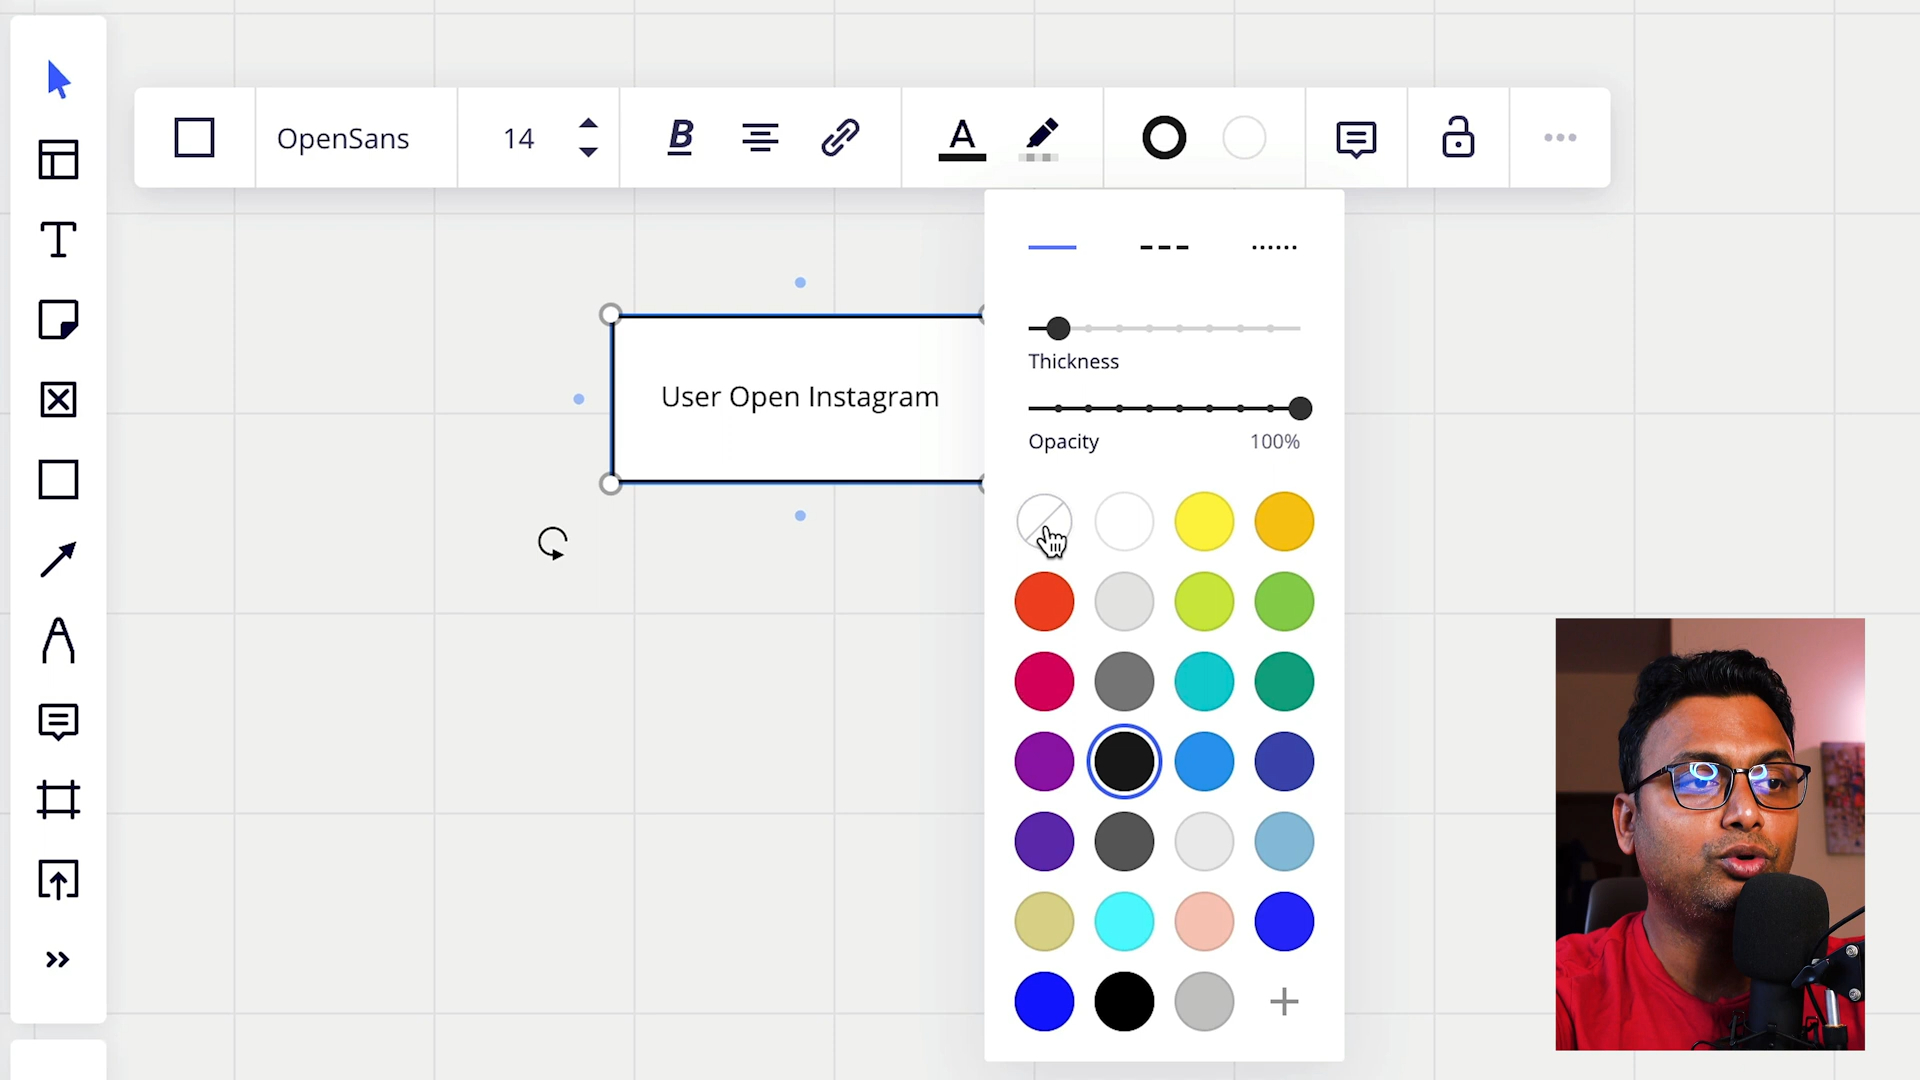 OpenSans
14
B
A
T
Thickness
Opacity 100%
User Open Instagram